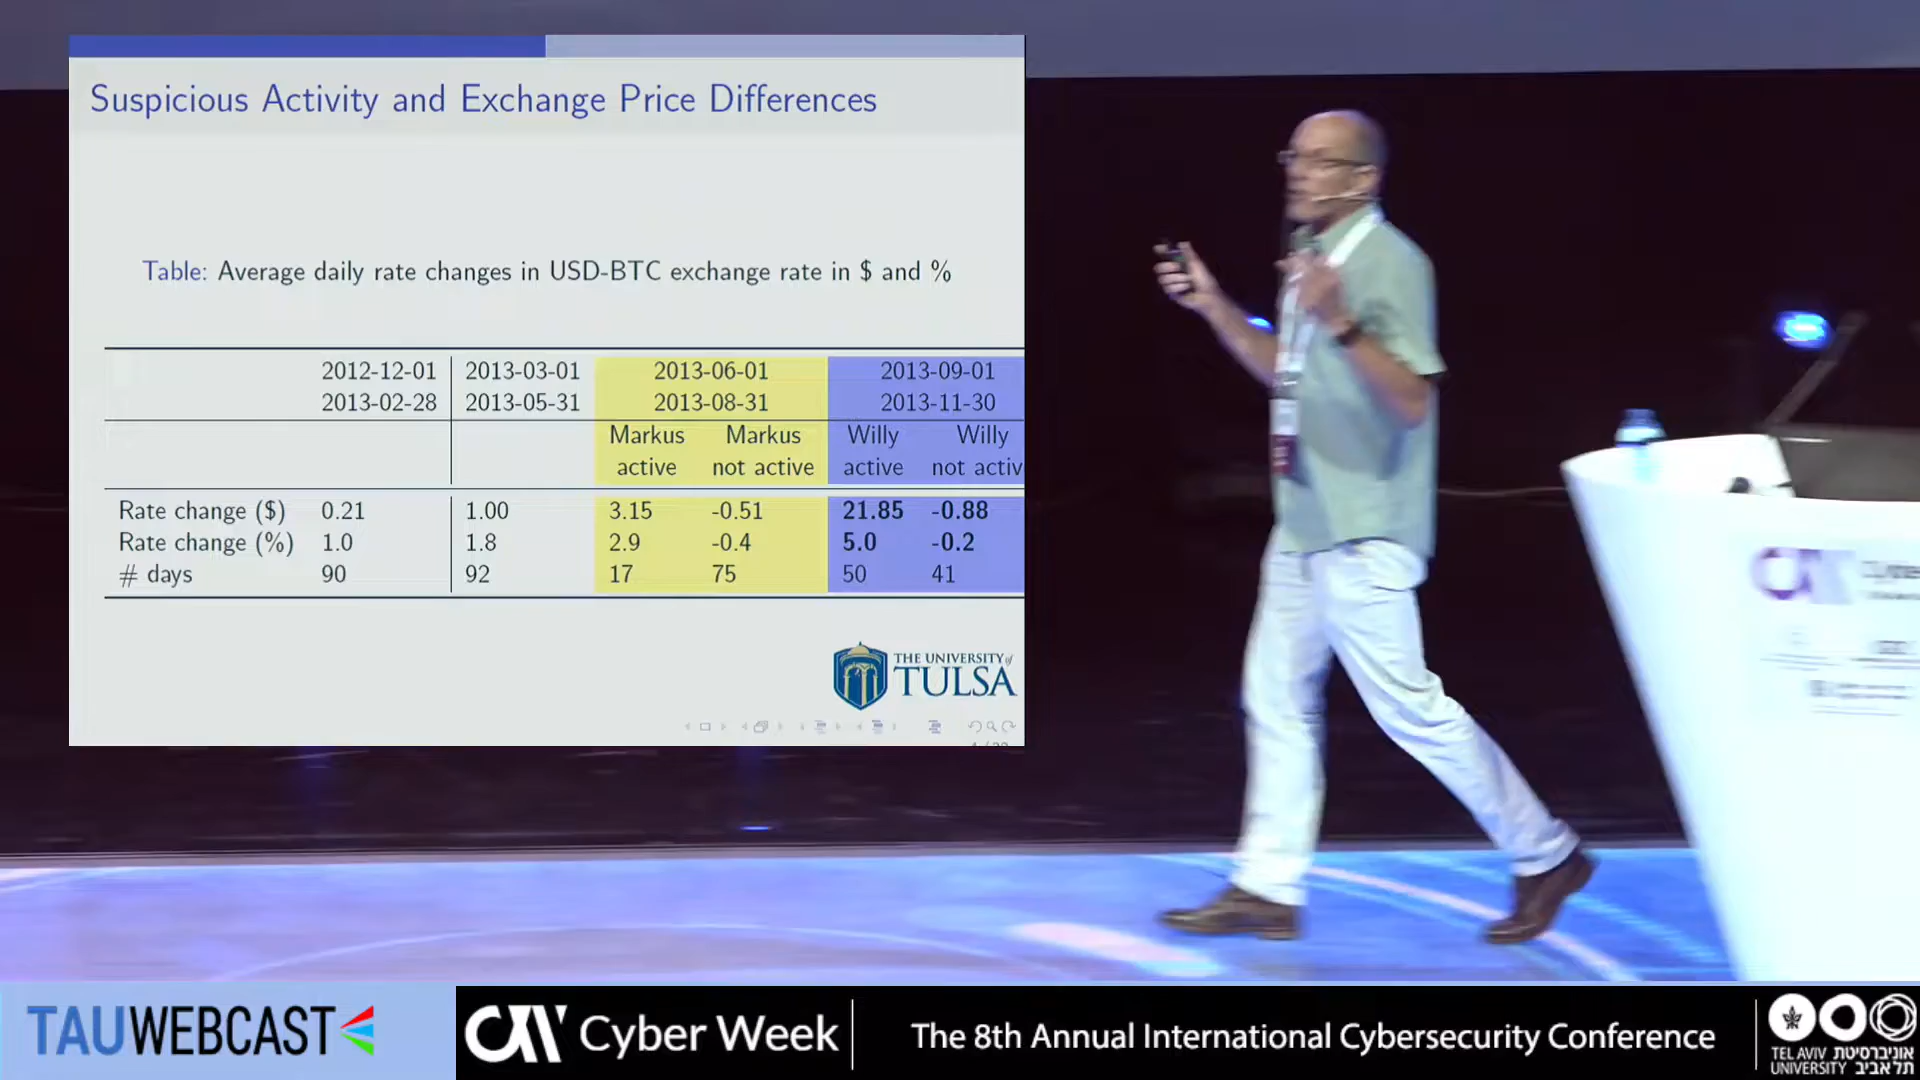 Suspicious Activity and Exchange Price Differences
Table: Average daily rate changes in USD-BTC exchange rate in $ and %
2012-12-01 2013-03-01 2013-06-01 2013-09-01
2013-02-28 2013-05-31 2013-08-31 2013-11-30
Markus Markus Willy Willy
active not active active not activ
Rate change ($) 0.21 1.00 3.15 -0.51 21.85 -0.88
Rate change (%) 1.0 1.8 2.9 -0.4 5.0 -0.2
# days 90 92 17 75 50 41
THE UNIVERSITY of
TULSA
TAUWEBCAST
Cyber Week
The 8th Annual International Cybersecurity Conference
TEL AVIV אוניברסיטת
UNIVERSITY תל אביב